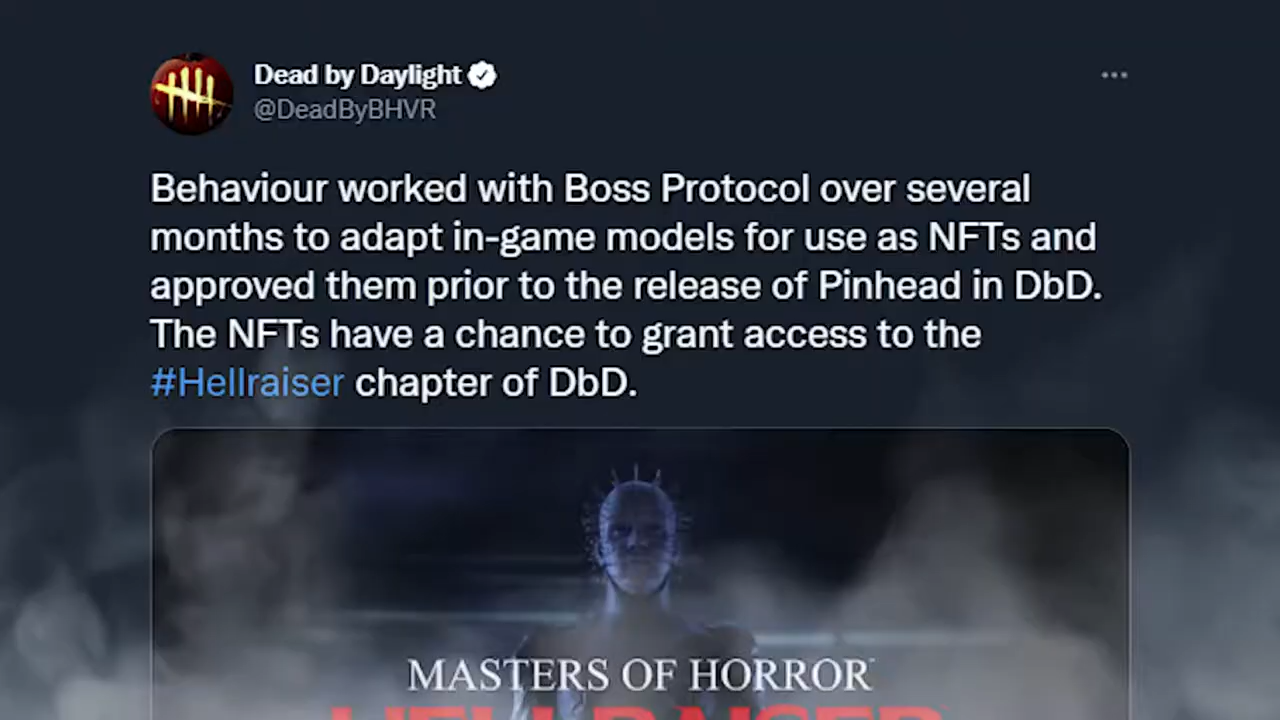 Dead by Daylight
@DeadByBHVR
Behaviour worked with Boss Protocol over several
months to adapt in-game models for use as NFTs and
approved them prior to the release of Pinhead in DbD.
The NFTs have a chance to grant access to the
#Hellraiser chapter of DbD.
MASTERS OF HORROR
HELLRAISER